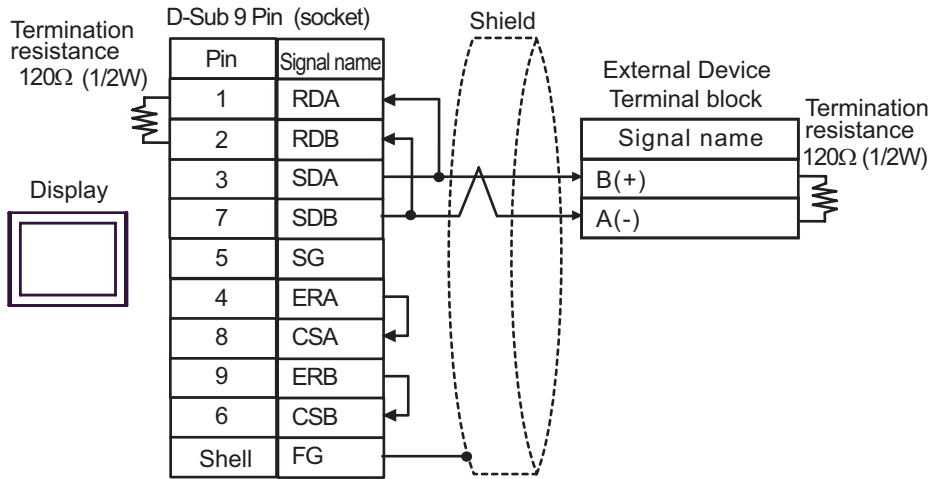 D-Sub 9 Pin (socket)
Shield
Termination
resistance
120Ω (1/2W)
Pin Signal name
1 RDA
2 RDB
3 SDA
7 SDB
5 SG
4 ERA
8 CSA
9 ERB
6 CSB
Shell FG
Display
External Device
Terminal block
Signal name
B(+)
A(-)
Termination
resistance
120Ω (1/2W)